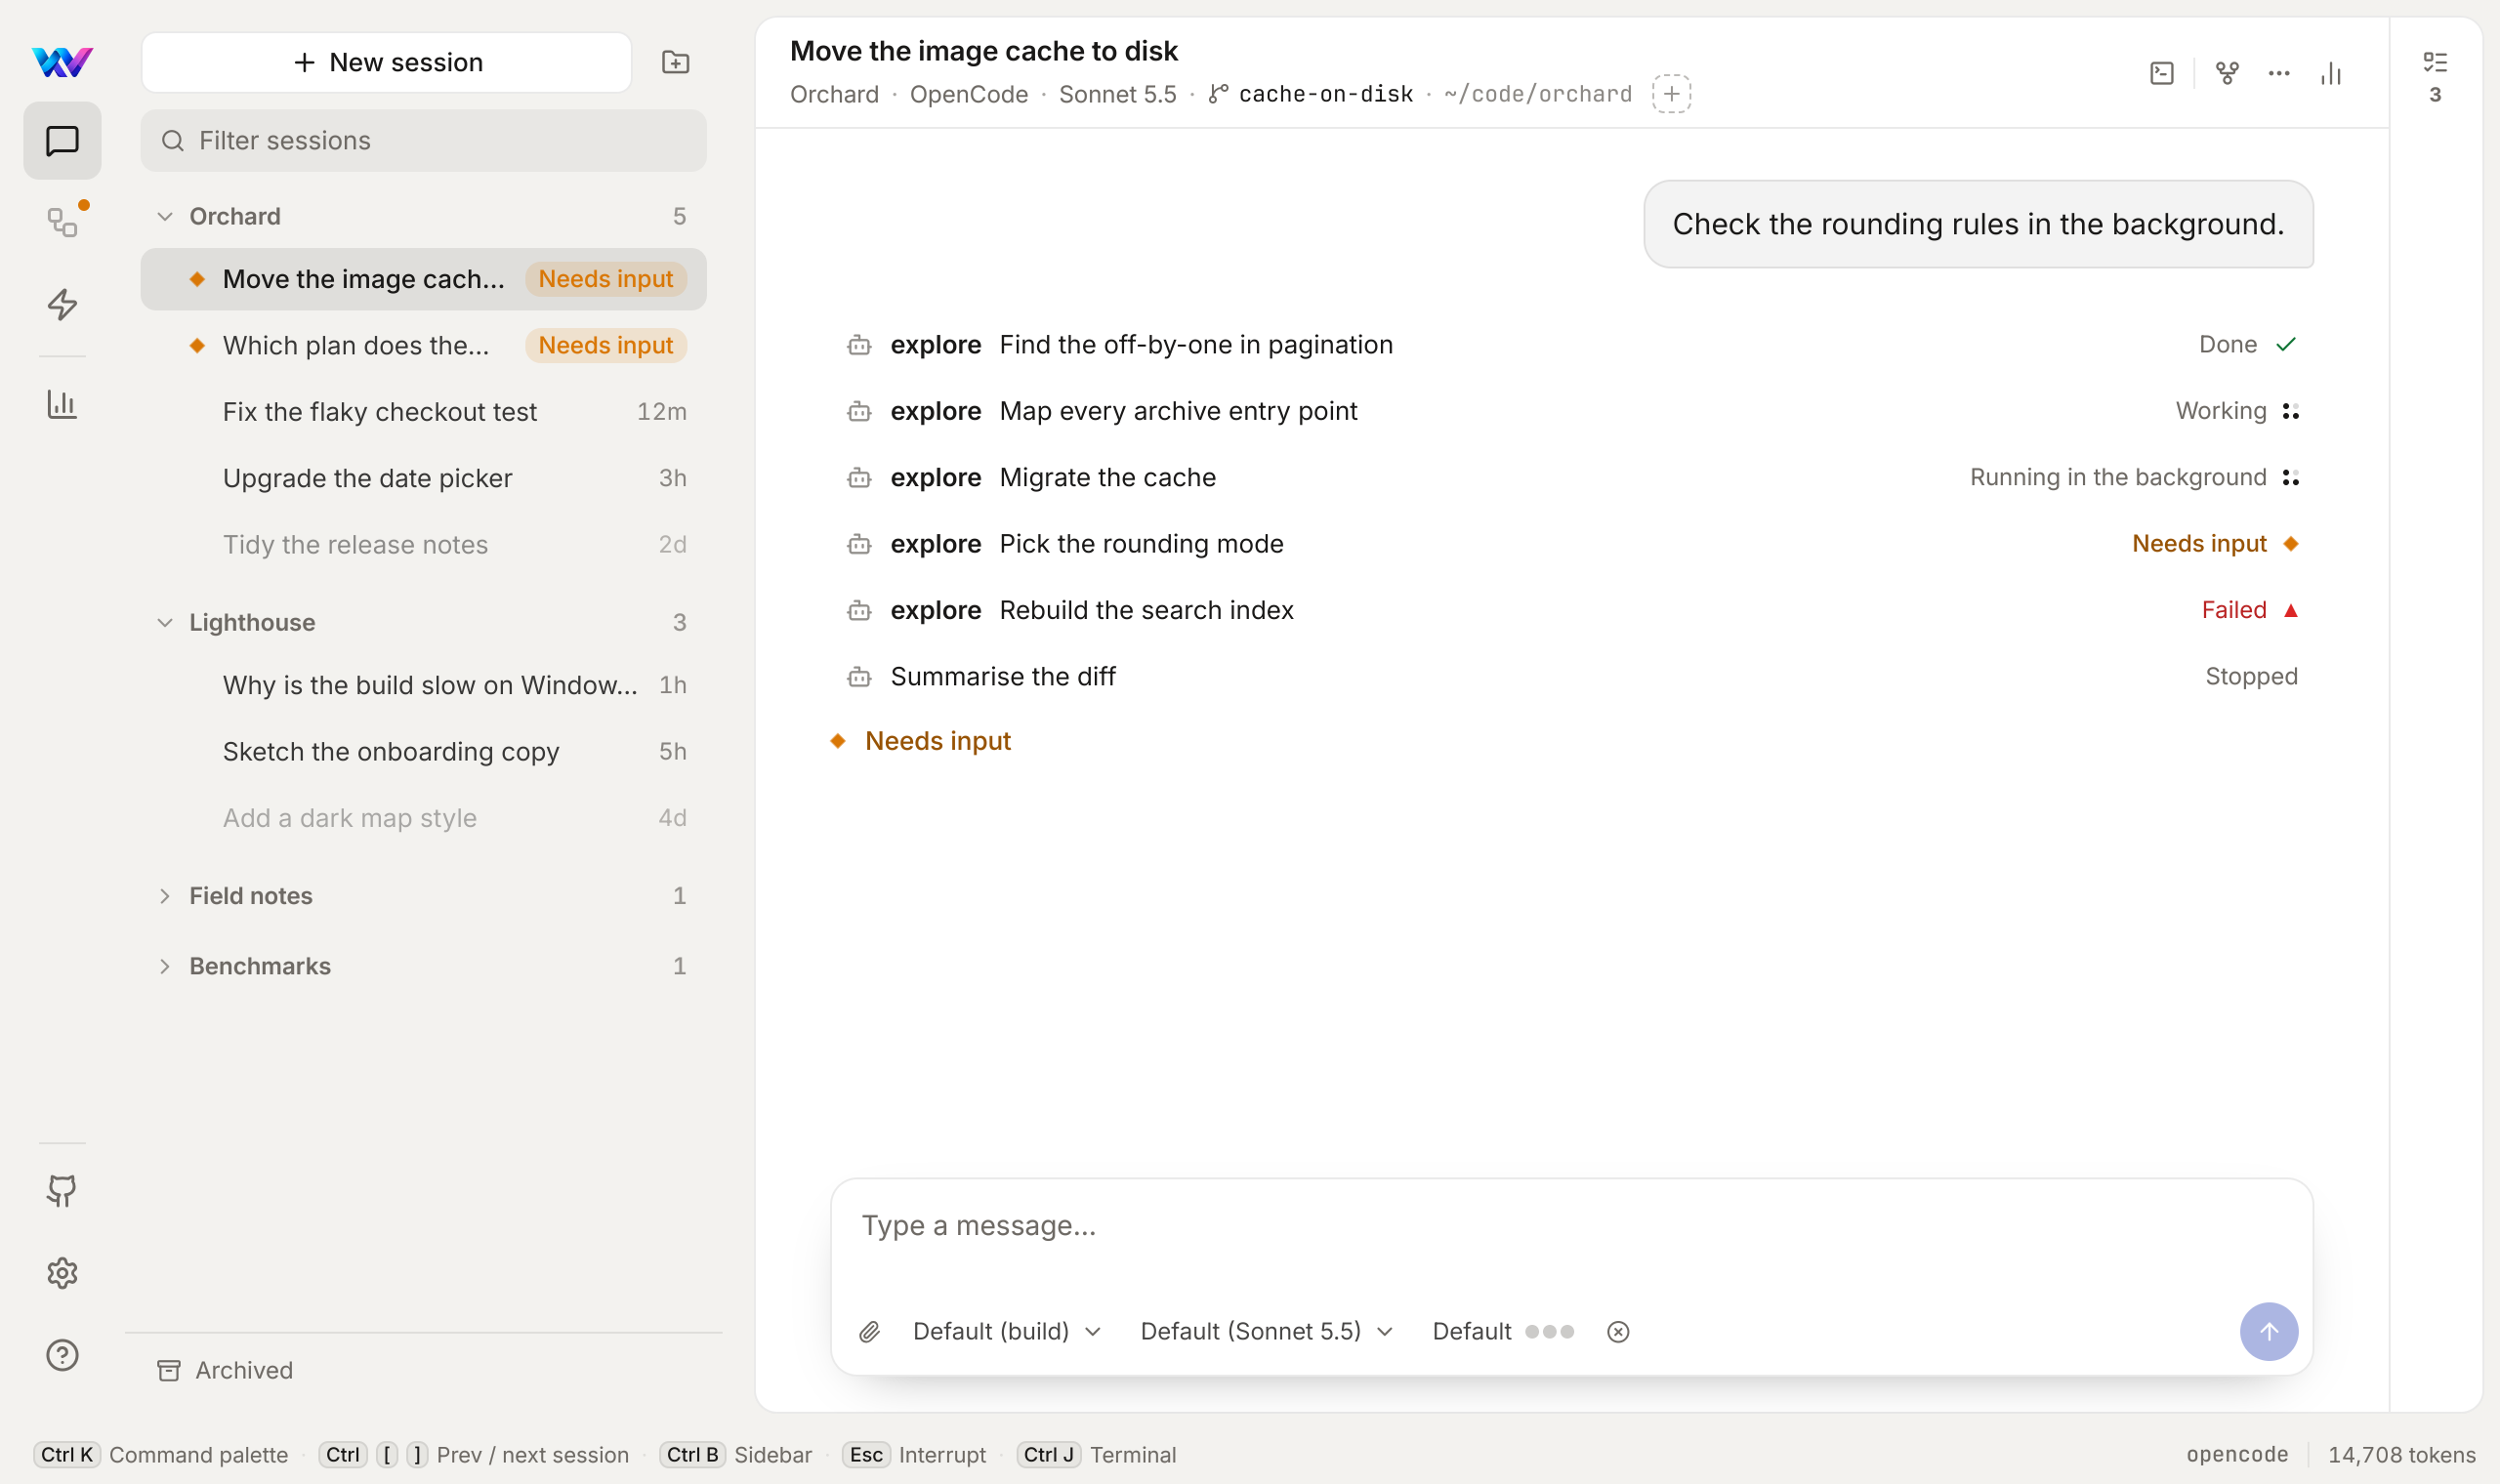 New session
Filter sessions
Orchard 5
Move the image cach... Needs input
Which plan does the... Needs input
Fix the flaky checkout test 12m
Upgrade the date picker 3h
Tidy the release notes 2d
Lighthouse 3
Why is the build slow on Window... 1h
Sketch the onboarding copy 5h
Add a dark map style 4d
Field notes 1
Benchmarks 1
Archived
Move the image cache to disk
Orchard · OpenCode · Sonnet 5.5 · cache-on-disk · ~/code/orchard
3
Check the rounding rules in the background.
explore Find the off-by-one in pagination Done
explore Map every archive entry point Working
explore Migrate the cache Running in the background
explore Pick the rounding mode Needs input
explore Rebuild the search index Failed
Summarise the diff Stopped
Needs input
Type a message...
Default (build) Default (Sonnet 5.5) Default
Ctrl K Command palette · Ctrl [ ] Prev / next session · Ctrl B Sidebar · Esc Interrupt · Ctrl J Terminal
opencode 14,708 tokens